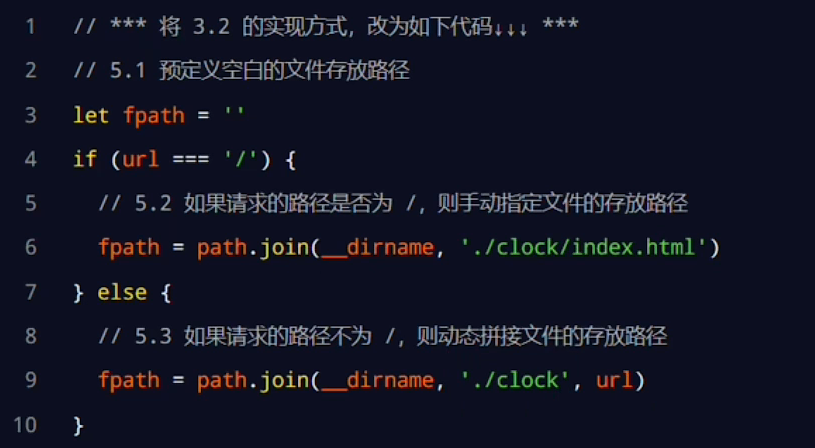 1 // *** 将 3.2 的实现方式，改为如下代码↓↓↓ ***
2 // 5.1 预定义空白的文件存放路径
3 let fpath = ''
4 if (url === '/') {
5   // 5.2 如果请求的路径是否为 /，则手动指定文件的存放路径
6   fpath = path.join(__dirname, './clock/index.html')
7 } else {
8   // 5.3 如果请求的路径不为 /，则动态拼接文件的存放路径
9   fpath = path.join(__dirname, './clock', url)
10 }